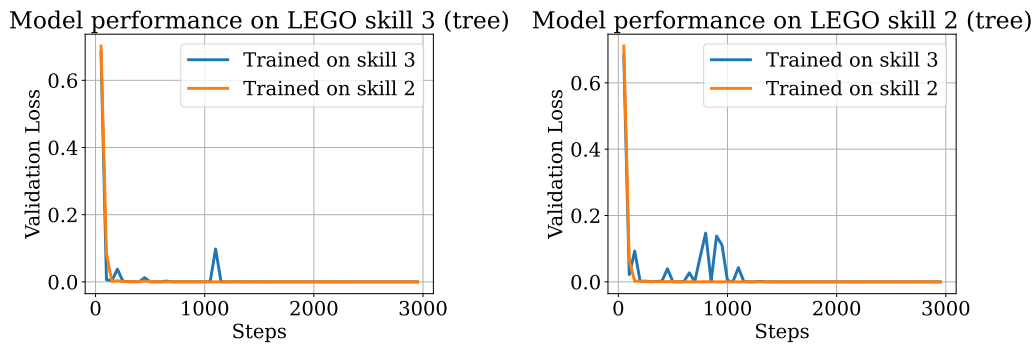 Model performance on LEGO skill 3 (tree)
Validation Loss
0.6
0.4
0.2
0.0
Trained on skill 3
Trained on skill 2
0
1000
2000
3000
Steps
Model performance on LEGO skill 2 (tree)
Validation Loss
0.6
0.4
0.2
0.0
Trained on skill 3
Trained on skill 2
0
1000
2000
3000
Steps